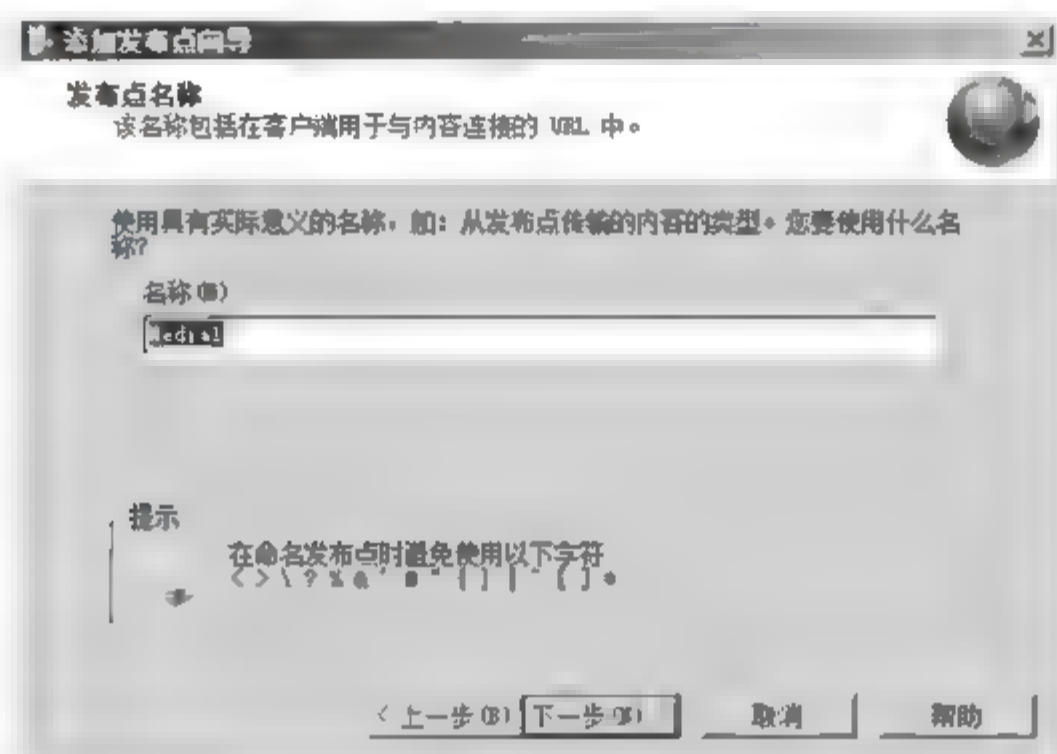 添加发布点向导
发布点名称
该名称包括在客户端用于与内容连接的 URL 中。
使用具有实际意义的名称，如：从发布点传输的内容的类型。您要使用什么名
称?
名称(N)
提示
在命名发布点时避免使用以下字符
< > \ ?
< 上一步(B) 下一步(N) 取消 帮助